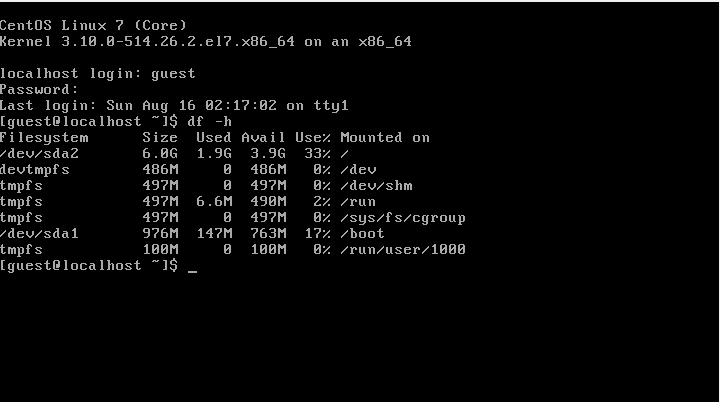 CentOS Linux 7 (Core)
Kernel 3.10.0-514.26.2.el7.x86_64 on an x86_64
localhost login: guest
Password:
Last login: Sun Aug 16 02:17:02 on tty1
[guest@localhost ~]$ df -h
Filesystem      Size  Used Avail Use% Mounted on
/dev/sda2       6.0G  1.9G  3.9G  33% /
devtmpfs        486M     0  486M   0% /dev
tmpfs           497M     0  497M   0% /dev/shm
tmpfs           497M  6.6M  490M   2% /run
tmpfs           497M     0  497M   0% /sys/fs/cgroup
/dev/sda1       976M  147M  763M  17% /boot
tmpfs           100M     0  100M   0% /run/user/1000
[guest@localhost ~]$ _